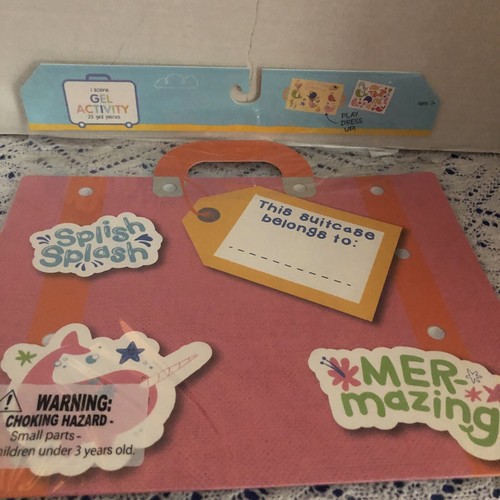 1 scene
GEL
ACTIVITY
25 gel pieces
PLAY
DRESS
UP!
This suitcase
belongs to:
Splish
Splash
MER-
mazing
WARNING:
CHOKING HAZARD -
Small parts -
hildren under 3 years old.